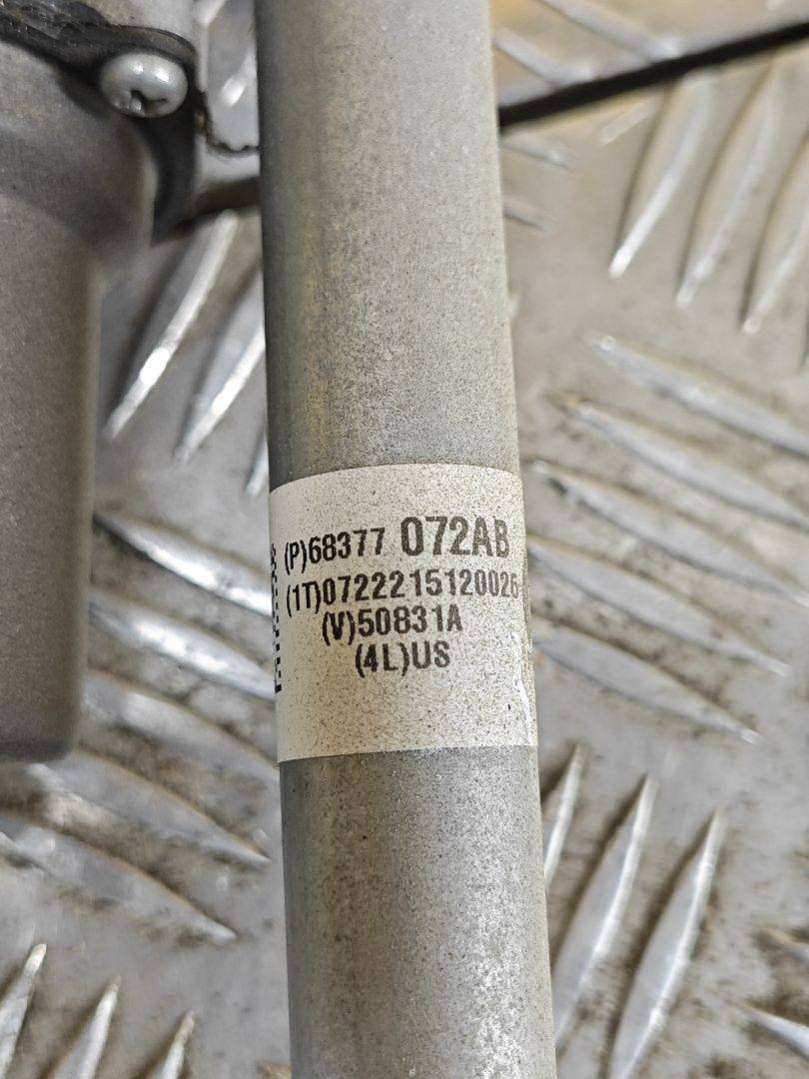 (P)68377 072AB
(1T)0722215120026
(V)50831A
(4L)US